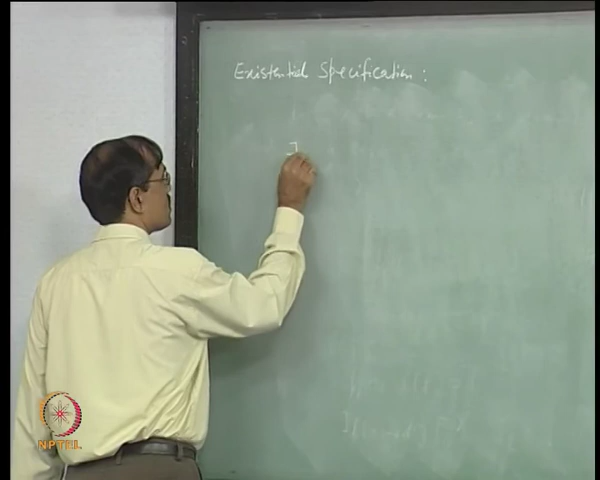 Existential Specification :
∃
NPTEL